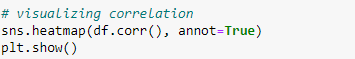 # visualizing correlation
sns.heatmap(df.corr(), annot=True)
plt.show()